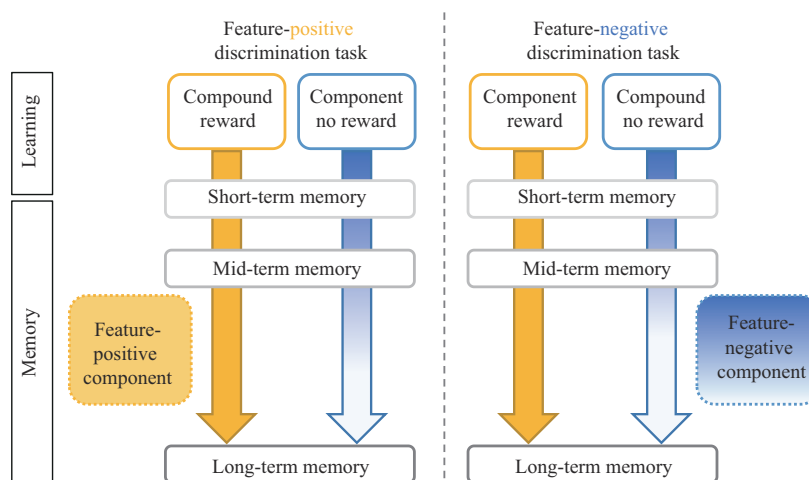 Feature-positive
discrimination task
Feature-negative
discrimination task
Learning
Compound
reward
Component
no reward
Component
reward
Compound
no reward
Short-term memory
Short-term memory
Memory
Mid-term memory
Mid-term memory
Feature-
positive
component
Feature-
negative
component
Long-term memory
Long-term memory